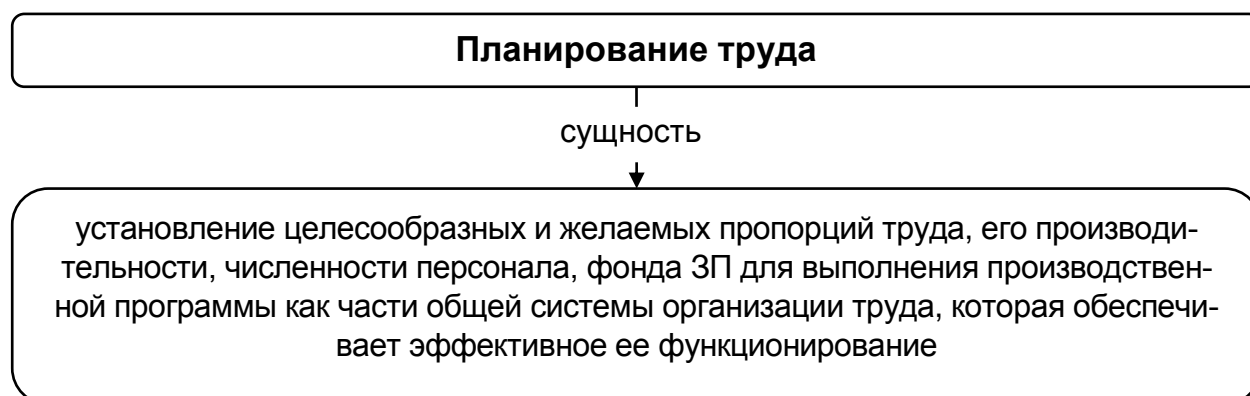 Планирование труда
сущность
установление целесообразных и желаемых пропорций труда, его производи-
тельности, численности персонала, фонда ЗП для выполнения производствен-
ной программы как части общей системы организации труда, которая обеспечи-
вает эффективное ее функционирование